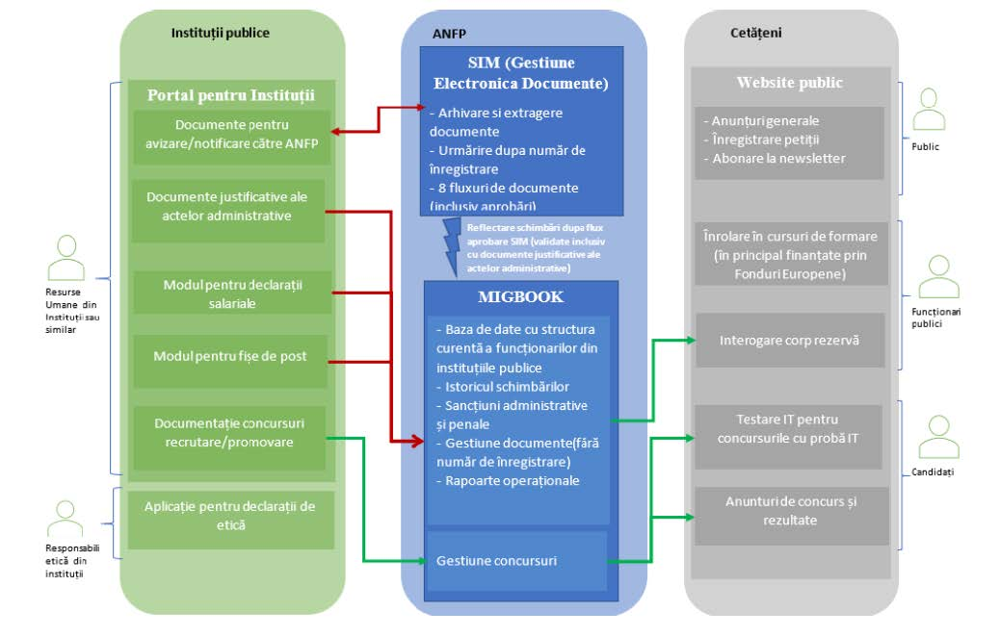 Instituții publice
Portal pentru Instituții
Documente pentru
avizare/notificare către ANFP
Documente justificative ale
actelor administrative
Modul pentru declarații
salariale
Modul pentru fișe de post
Documentație concursuri
recrutare/promovare
Aplicație pentru declarații de
etică
Resurse
Umane din
Instituții sau
similar
Responsabili
etică din
instituții
ANFP
SIM (Gestiune
Electronica Documente)
- Arhivare si extragere
documente
- Urmărire dupa număr de
înregistrare
- 8 fluxuri de documente
(inclusiv aprobări)
Reflectare schimbări dupa flux
aprobare SIM (validate inclusiv
cu documente justificative ale
actelor administrative)
MIGBOOK
- Baza de date cu structura
curentă a funcționarilor din
instituțiile publice
- Istoricul schimbărilor
- Sancțiuni administrative
și penale
- Gestiune documente(fără
număr de înregistrare)
- Rapoarte operaționale
Gestiune concursuri
Cetățeni
Website public
- Anunțuri generale
- Înregistrare petiții
- Abonare la newsletter
Înrolare în cursuri de formare
(în principal finanțate prin
Fonduri Europene)
Interogare corp rezervă
Testare IT pentru
concursurile cu probă IT
Anunturi de concurs și
rezultate
Public
Funcționari
publici
Candidați